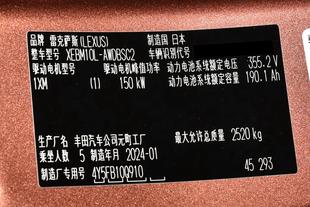 品牌 雷克萨斯(LEXUS) 制造国 日本
整车型号 XEBM10L-AWDBSC2 车辆识别代号
驱动电机型号 驱动电机峰值功率 动力电池系统额定电压 355.2 V
1XM (1) 150 kW 动力电池系统额定容量 190.1 Ah
生产厂名 丰田汽车公司元町工厂
乘坐人数 5 制造年月 2024-01 最大允许总质量 2520 kg
45 293
制造厂专用号 4Y5FB10Q910